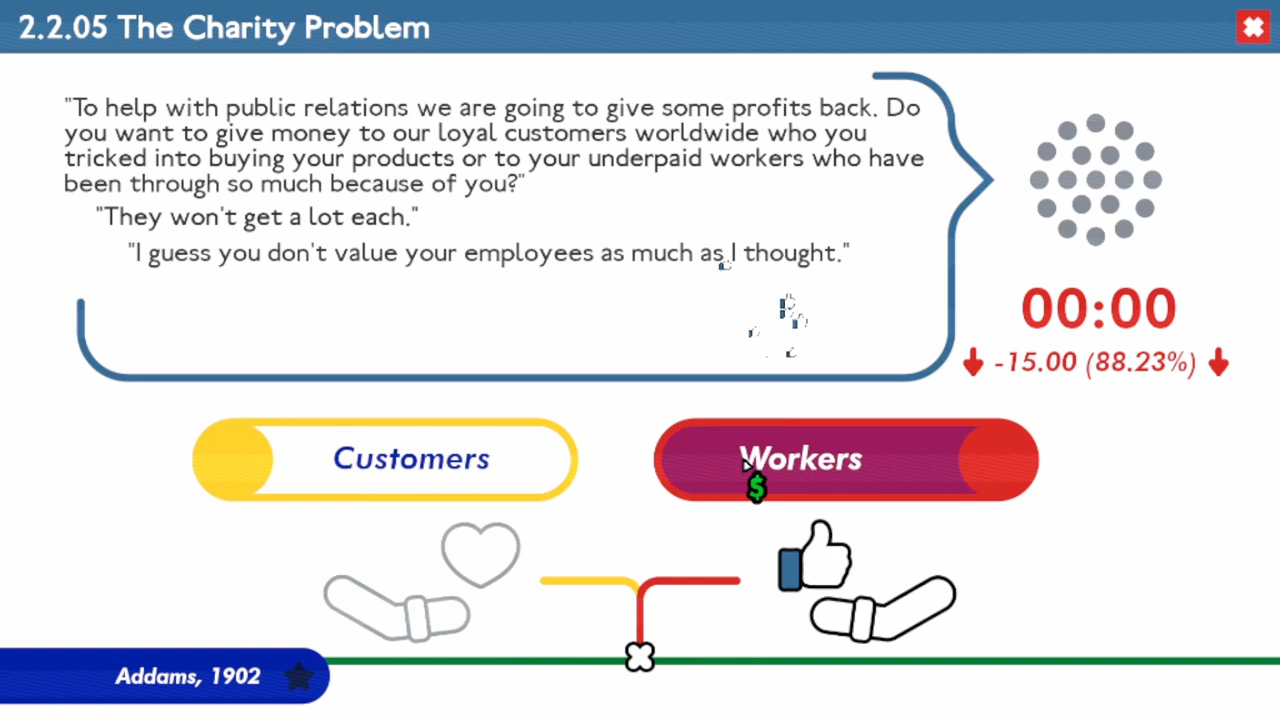 2.2.05 The Charity Problem
"To help with public relations we are going to give some profits back. Do
you want to give money to our loyal customers worldwide who you
tricked into buying your products or to your underpaid workers who have
been through so much because of you?"
"They won't get a lot each."
"I guess you don't value your employees as much as I thought."
00:00
-15.00 (88.23%)
Customers
Workers
$
Addams, 1902